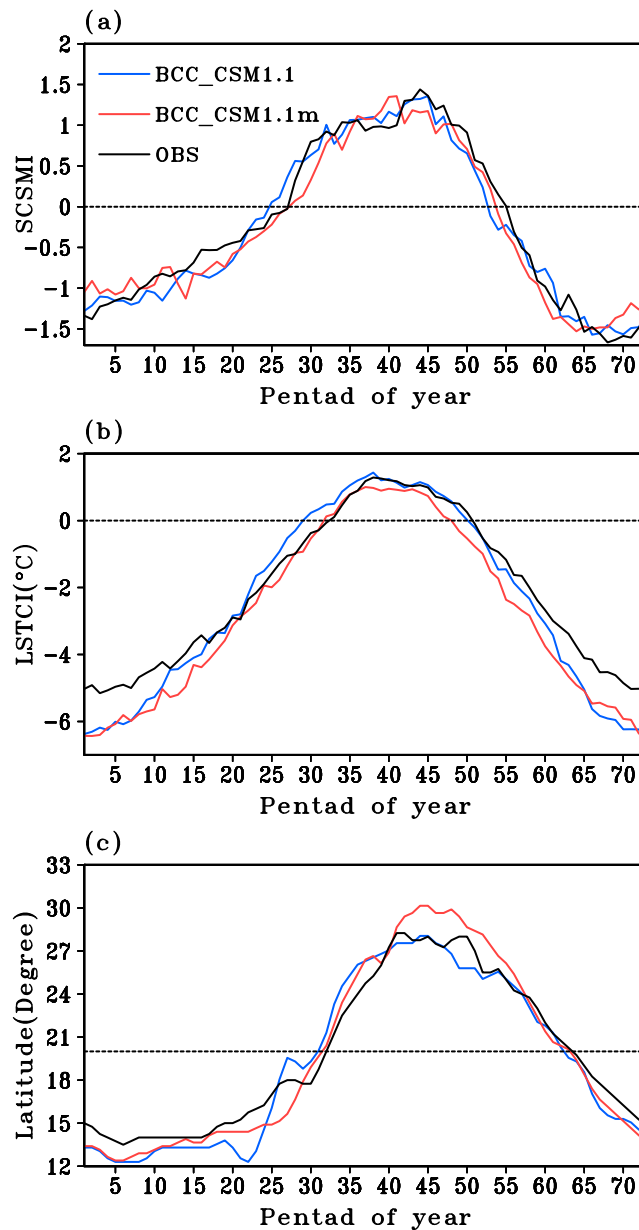 (a)
2
1.5
1
0.5
0
−0.5
−1
−1.5
SCSMI
BCC_CSM1.1
BCC_CSM1.1m
OBS
5 10 15 20 25 30 35 40 45 50 55 60 65 70
Pentad of year
(b)
2
0
−2
−4
−6
LSTCI(°C)
5 10 15 20 25 30 35 40 45 50 55 60 65 70
Pentad of year
(c)
33
30
27
24
21
18
15
12
Latitude(Degree)
5 10 15 20 25 30 35 40 45 50 55 60 65 70
Pentad of year